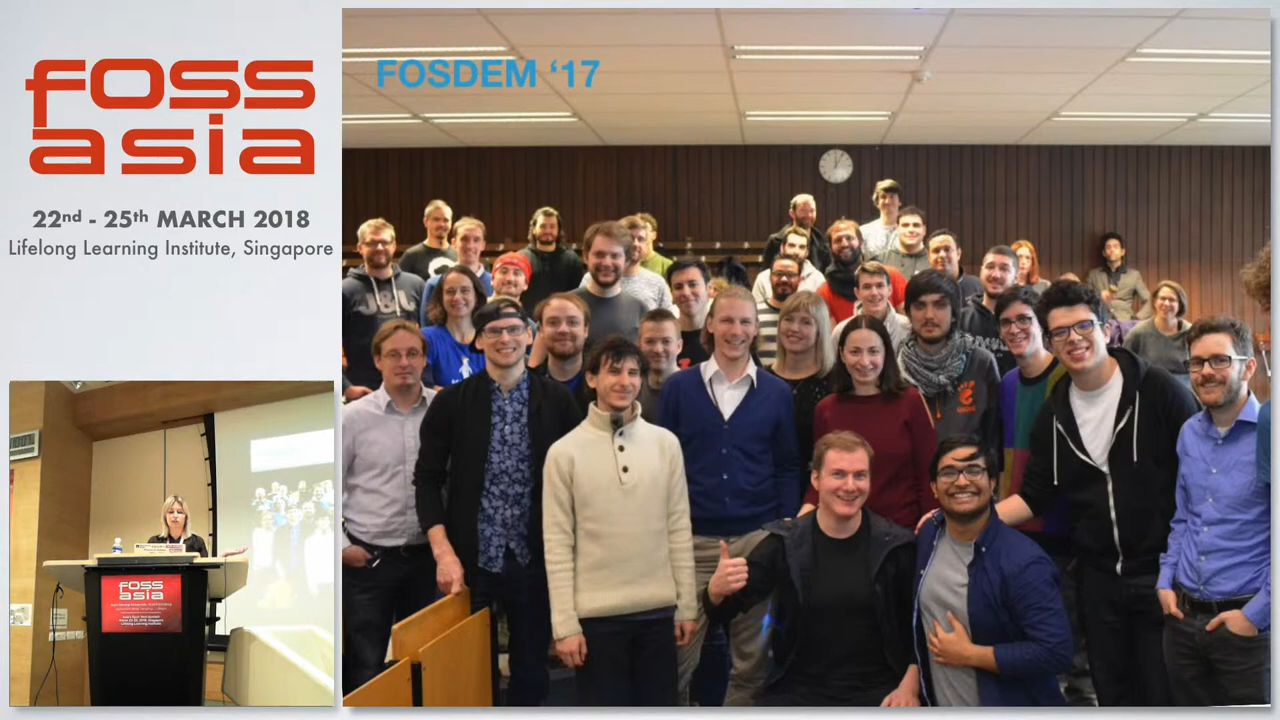 foss
asia
22nd - 25th MARCH 2018
Lifelong Learning Institute, Singapore
FOSDEM ‘17
J&J
foss
asia